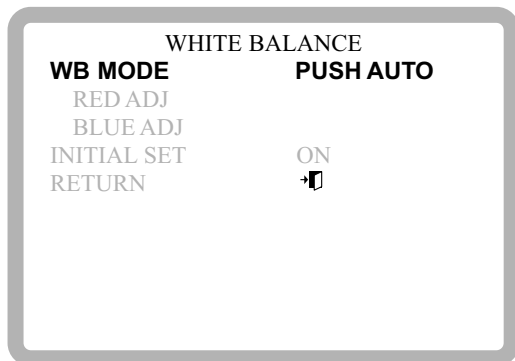 WHITE BALANCE
WB MODE PUSH AUTO
RED ADJ
BLUE ADJ
INITIAL SET ON
RETURN